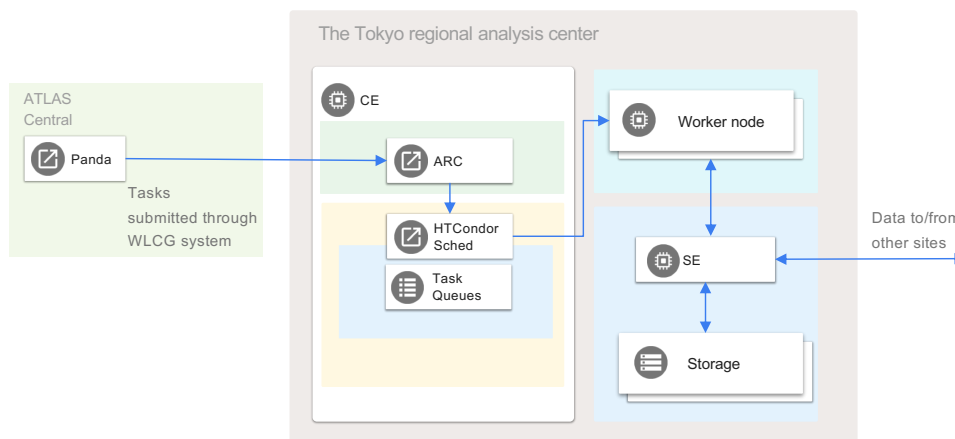 The Tokyo regional analysis center
ATLAS
Central
Panda
Tasks
submitted through
WLCG system
CE
ARC
HTCondor
Sched
Task
Queues
Worker node
SE
Storage
Data to/from
other sites